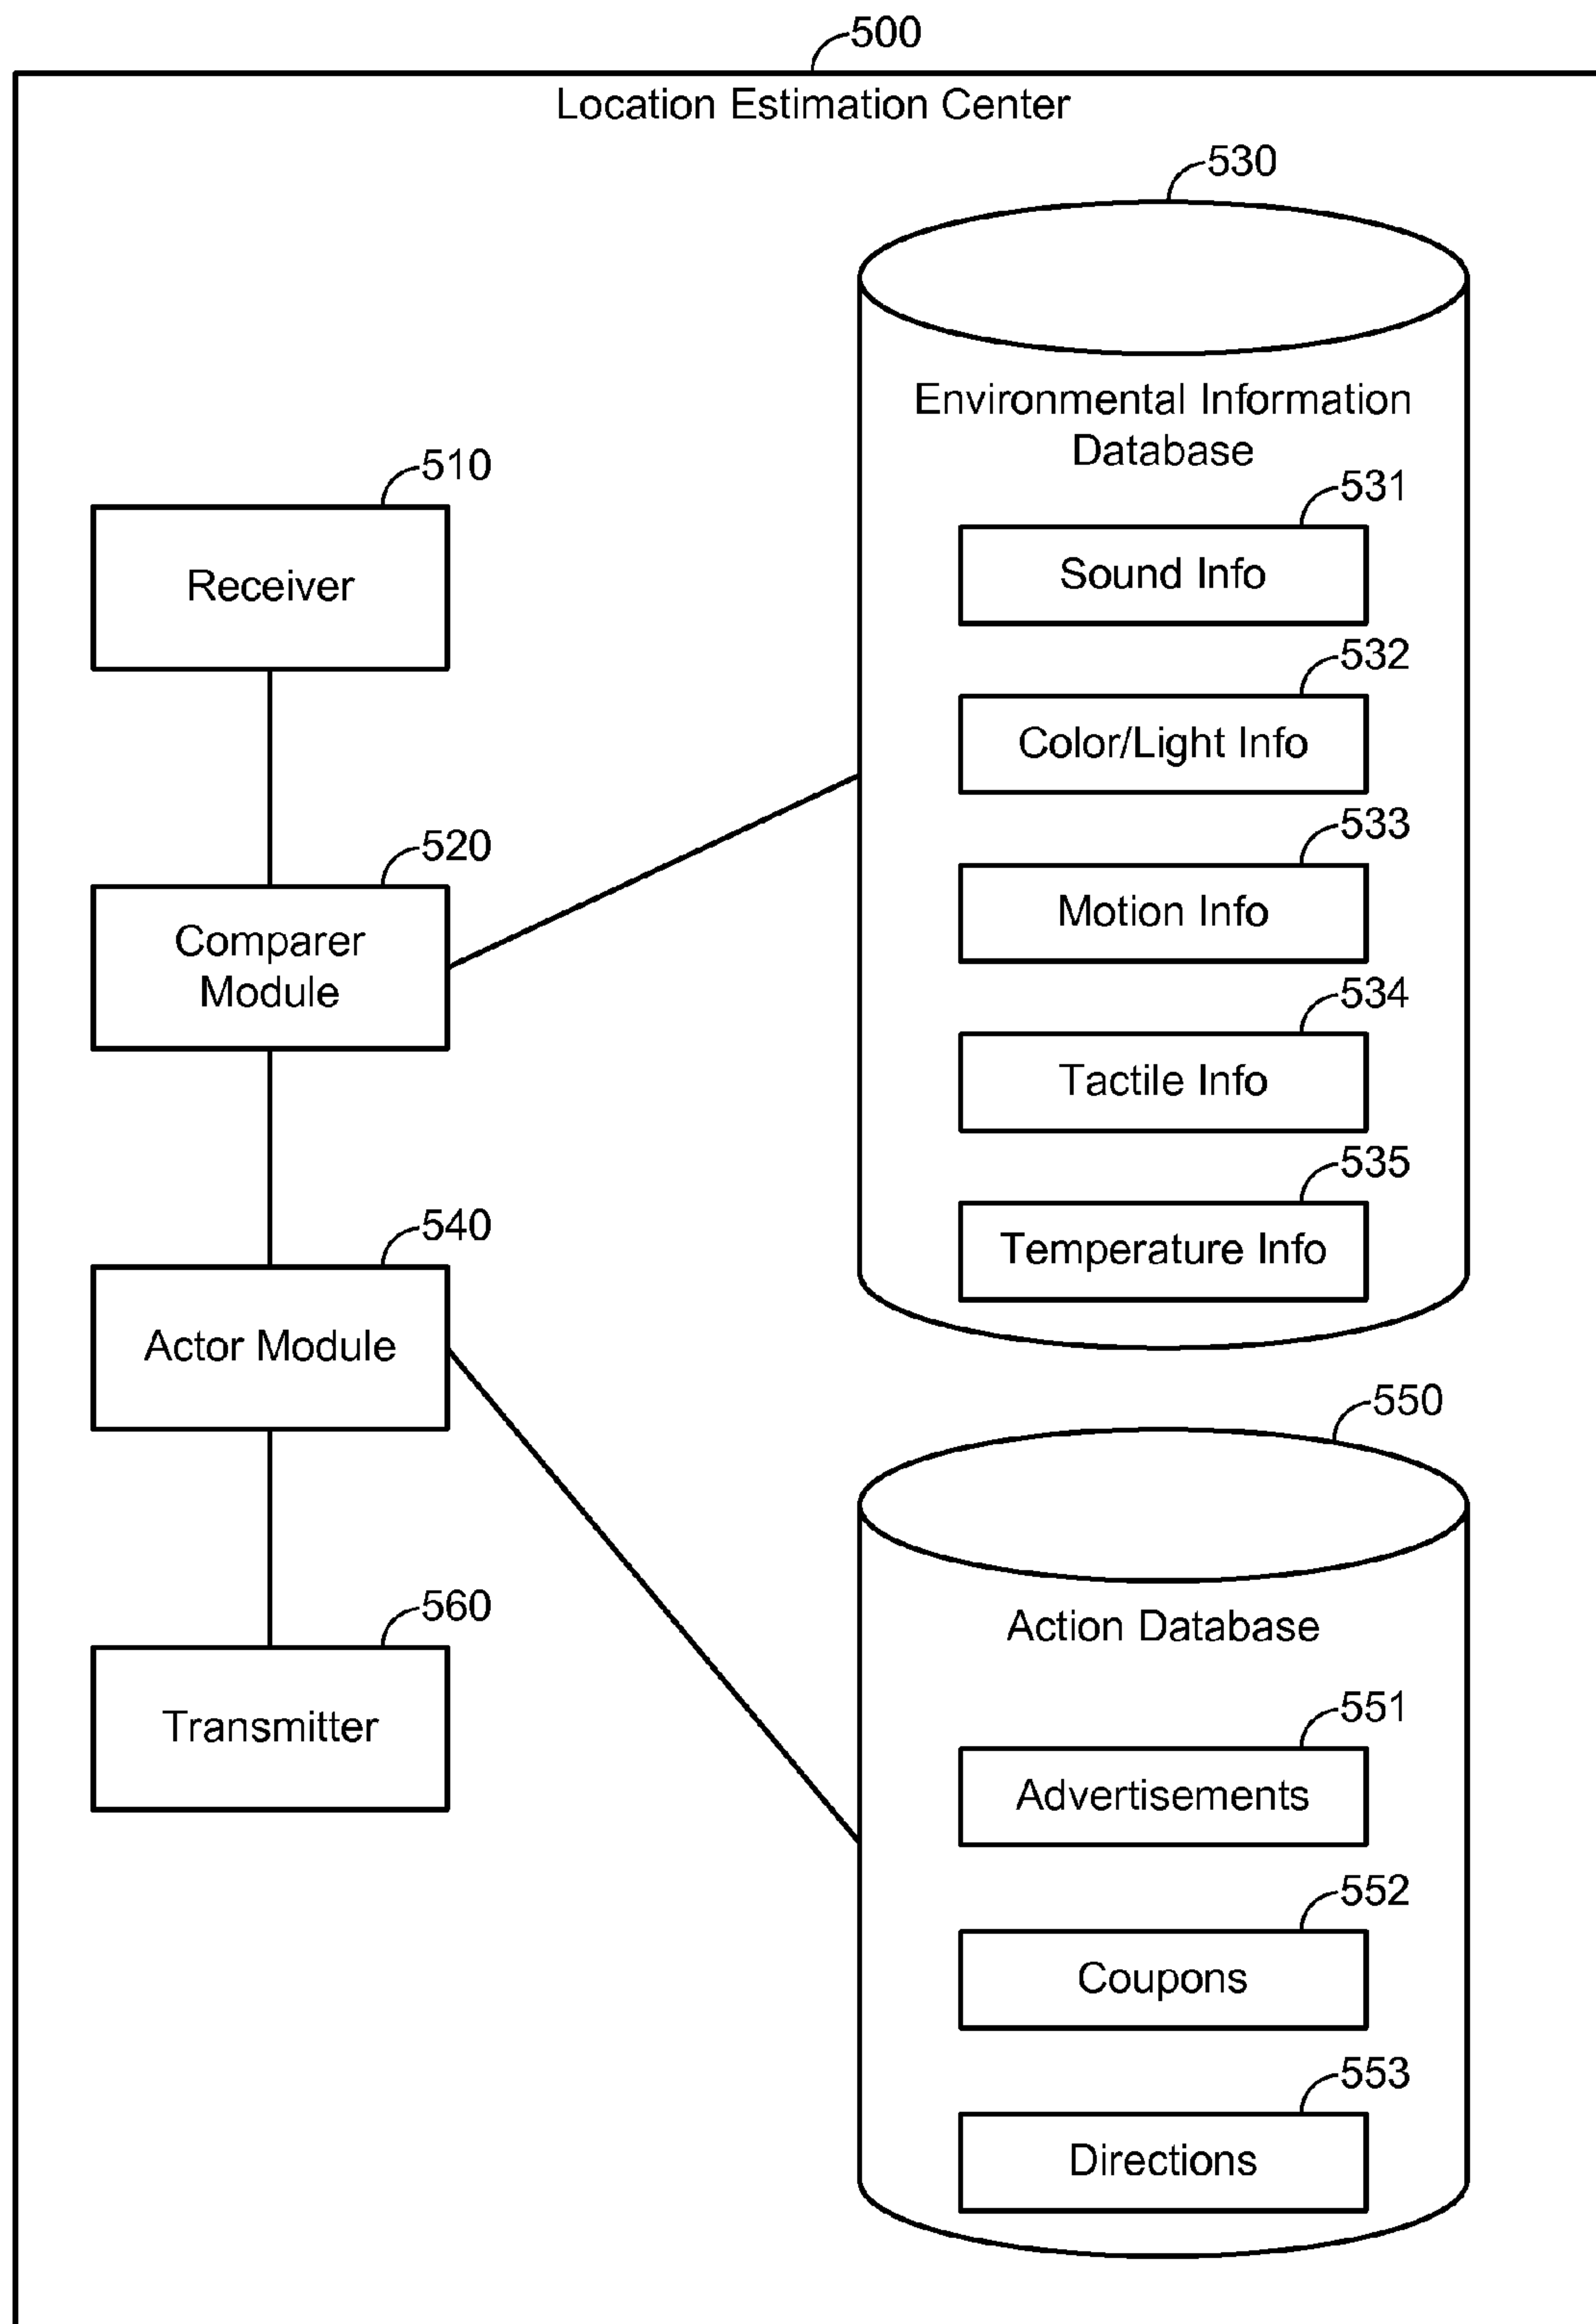 500
Location Estimation Center
530
Environmental Information
Database
531
Sound Info
532
Color/Light Info
533
Motion Info
534
Tactile Info
535
Temperature Info
510
Receiver
520
Comparer
Module
540
Actor Module
560
Transmitter
550
Action Database
551
Advertisements
552
Coupons
553
Directions